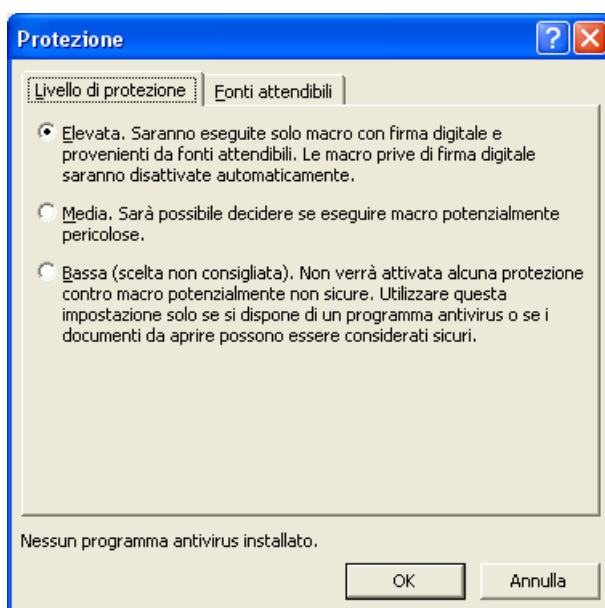 Protezione
Livello di protezione
Fonti attendibili
Elevata. Saranno eseguite solo macro con firma digitale e
provenienti da fonti attendibili. Le macro prive di firma digitale
saranno disattivate automaticamente.
Media. Sarà possibile decidere se eseguire macro potenzialmente
pericolose.
Bassa (scelta non consigliata). Non verrà attivata alcuna protezione
contro macro potenzialmente non sicure. Utilizzare questa
impostazione solo se si dispone di un programma antivirus o se i
documenti da aprire possono essere considerati sicuri.
Nessun programma antivirus installato.
OK
Annulla